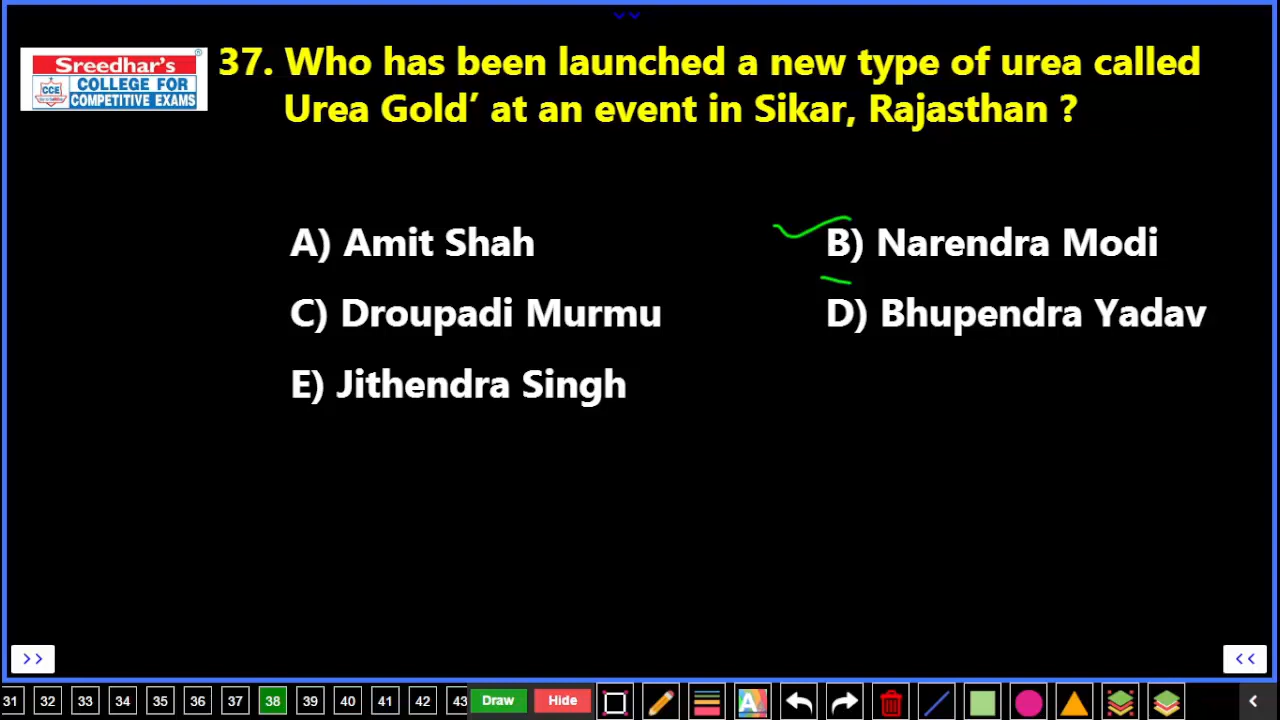 Sreedhar's
CCE
COLLEGE FOR
COMPETITIVE EXAMS
37. Who has been launched a new type of urea called
Urea Gold′ at an event in Sikar, Rajasthan ?
A) Amit Shah
B) Narendra Modi
C) Droupadi Murmu
D) Bhupendra Yadav
E) Jithendra Singh
>>
<<
31 32 33 34 35 36 37 38 39 40 41 42 43 Draw Hide A <